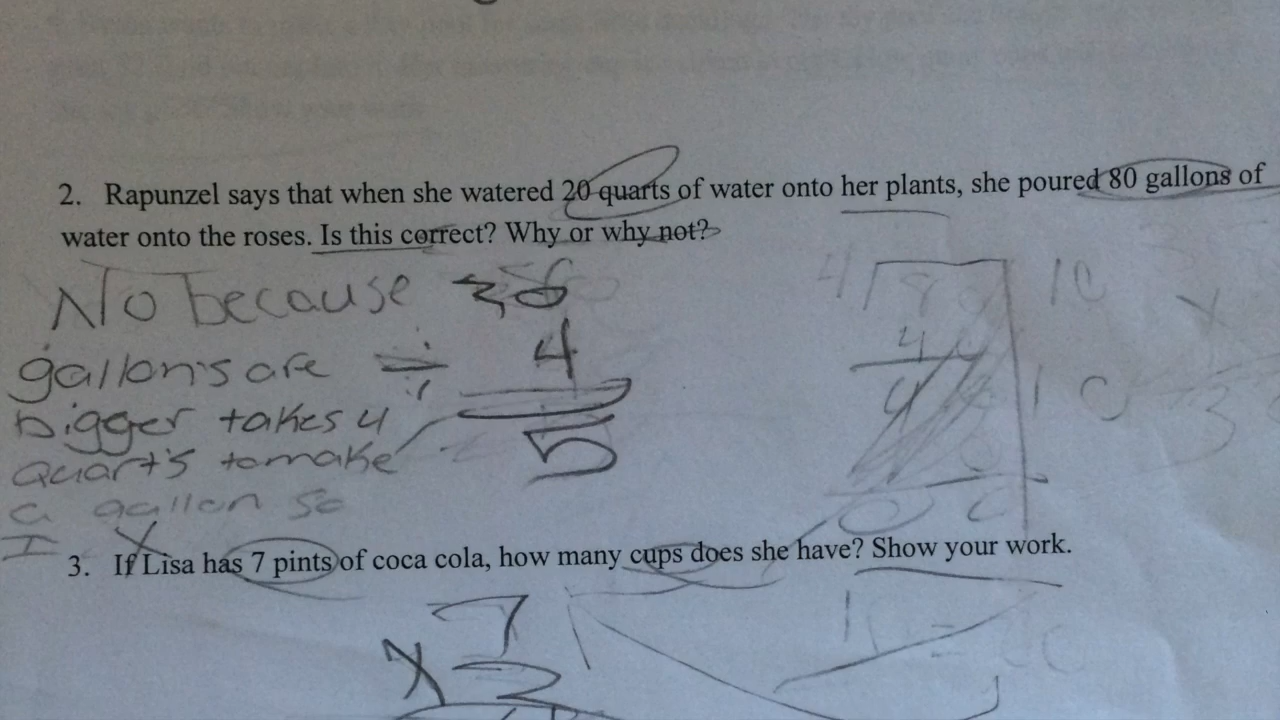 2. Rapunzel says that when she watered 20 quarts of water onto her plants, she poured 80 gallons of
water onto the roses. Is this correct? Why or why not?
No because
gallon's are ÷ 4
bigger takes 4
5
quart's to make
a gallon so
I
3. If Lisa has 7 pints of coca cola, how many cups does she have? Show your work.
7
x 2